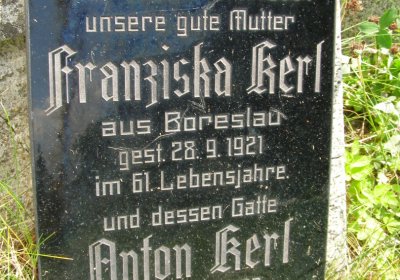 unsere gute Mutter
Franziska Kerl
aus Boreslau
gest. 28. 9. 1921
im 61. Lebensjahre
und dessen Gatte
Anton Kerl